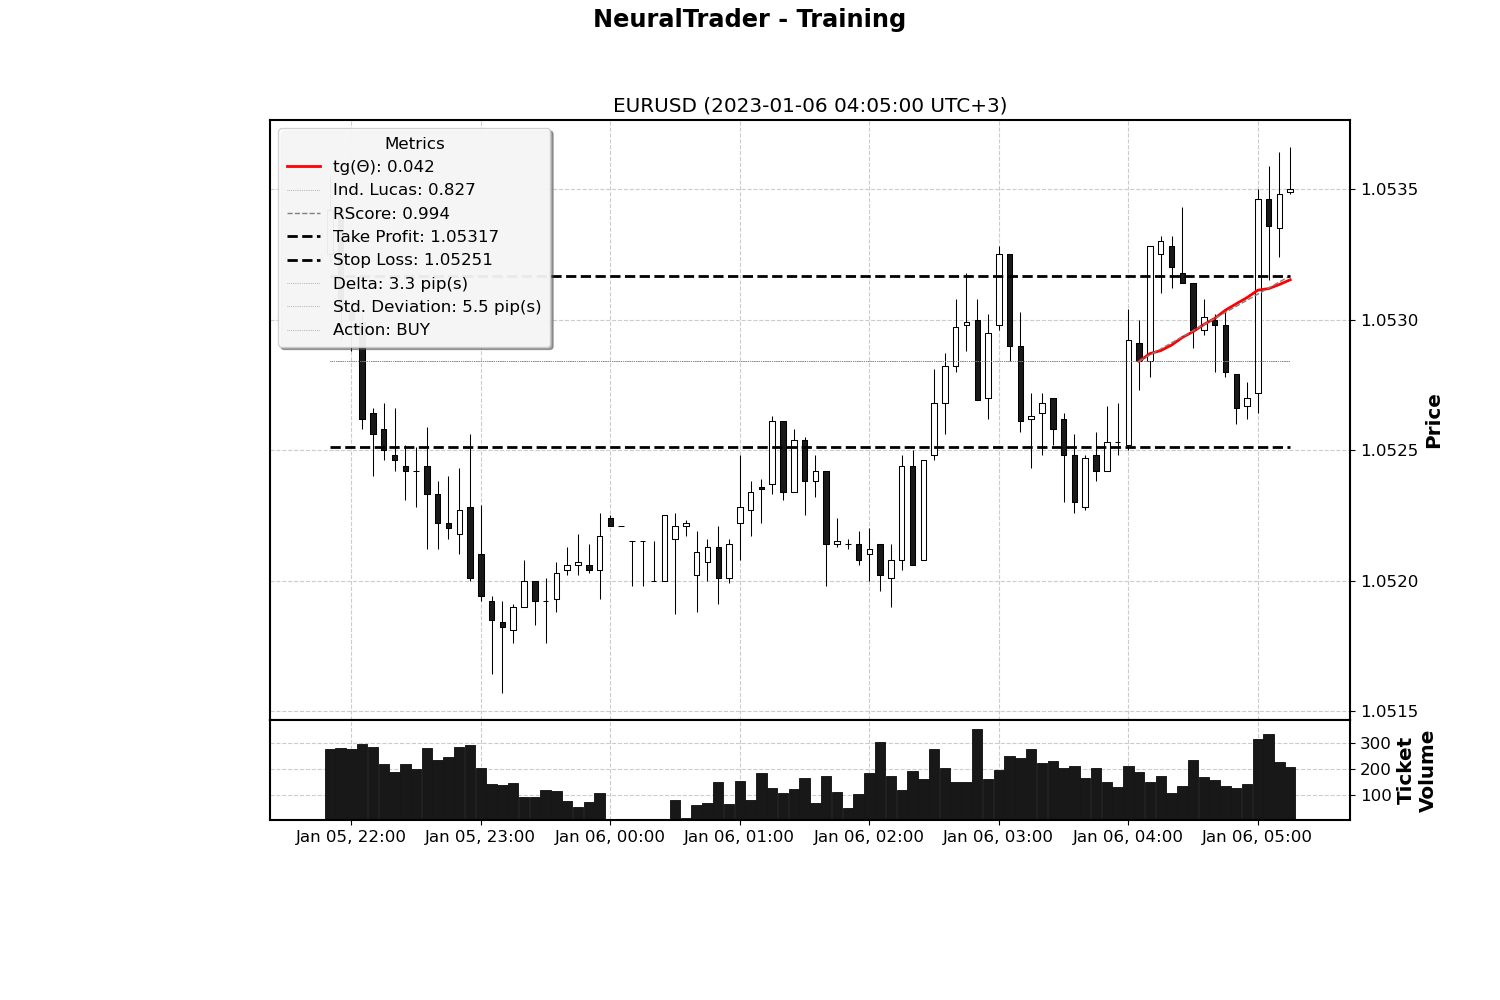 NeuralTrader - Training
EURUSD (2023-01-06 04:05:00 UTC+3)
Metrics
tg(Θ): 0.042
Ind. Lucas: 0.827
RScore: 0.994
Take Profit: 1.05317
Stop Loss: 1.05251
Delta: 3.3 pip(s)
Std. Deviation: 5.5 pip(s)
Action: BUY
1.0535
1.0530
1.0525
1.0520
1.0515
Price
300
200
100
Ticket
Volume
Jan 05, 22:00
Jan 05, 23:00
Jan 06, 00:00
Jan 06, 01:00
Jan 06, 02:00
Jan 06, 03:00
Jan 06, 04:00
Jan 06, 05:00